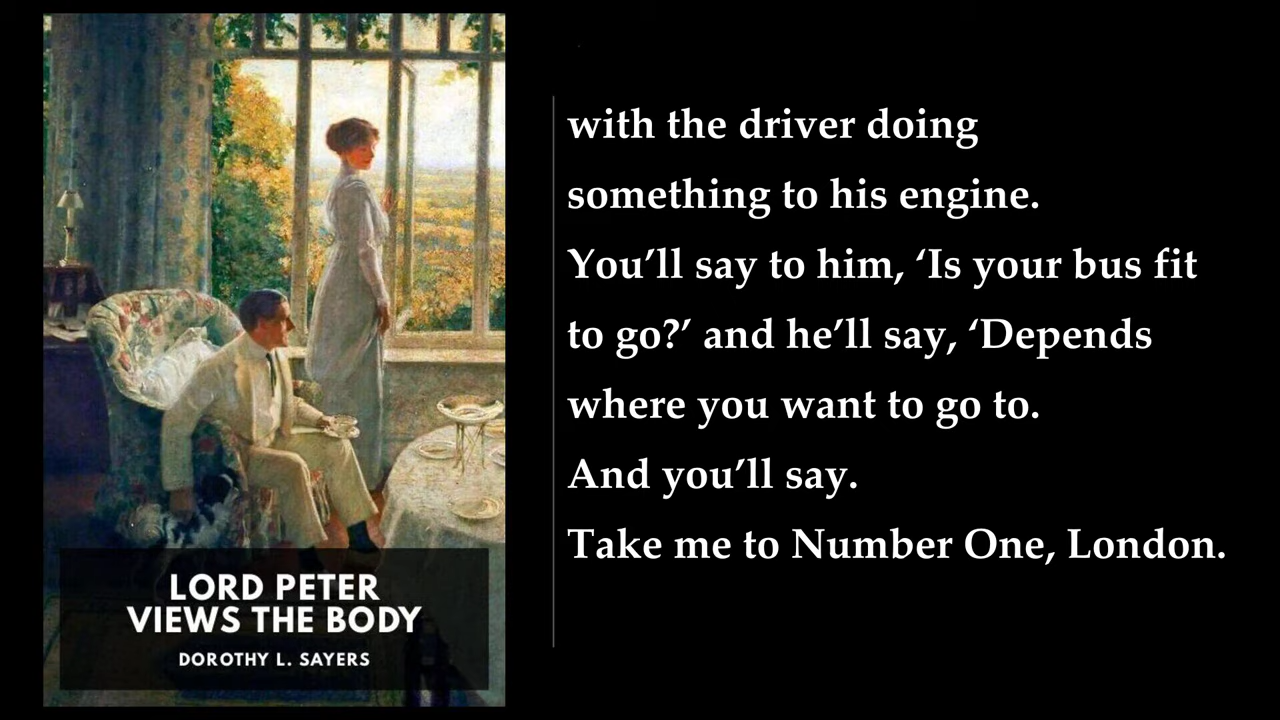 LORD PETER
VIEWS THE BODY
DOROTHY L. SAYERS
with the driver doing
something to his engine.
You’ll say to him, ‘Is your bus fit
to go?’ and he’ll say, ‘Depends
where you want to go to.
And you’ll say.
Take me to Number One, London.